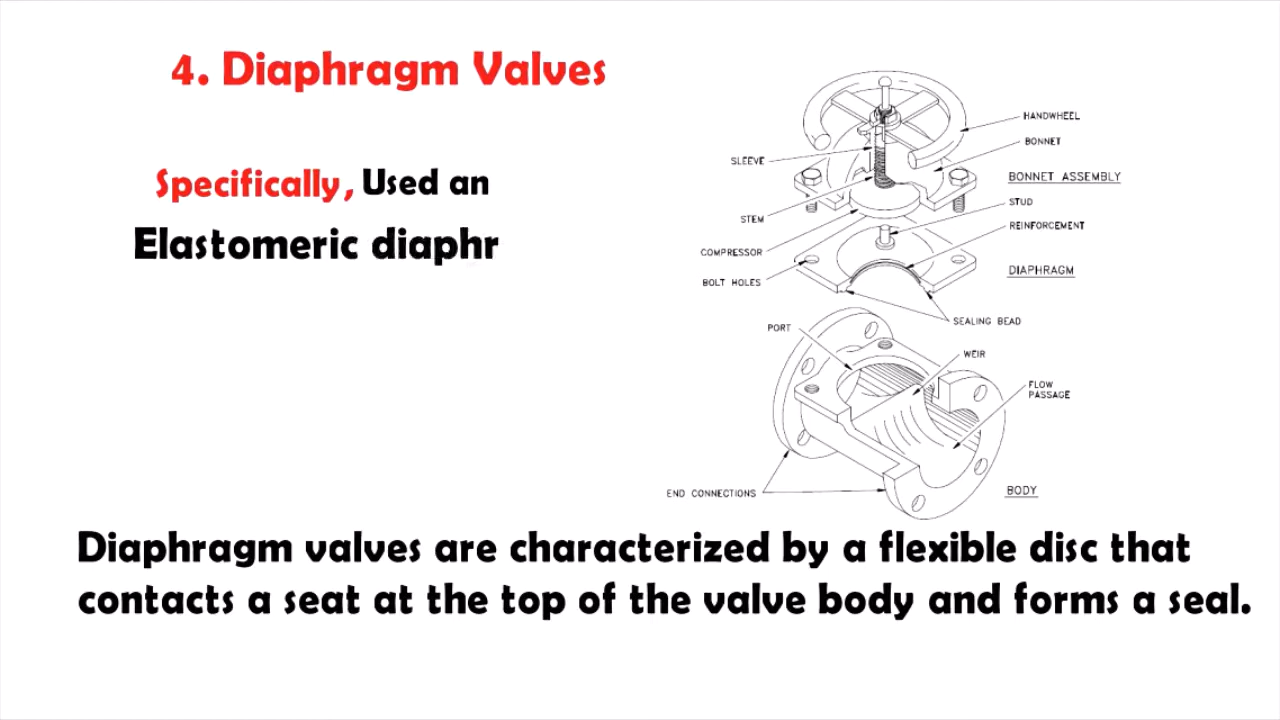 4. Diaphragm Valves
Specifically, Used an
Elastomeric diaphr
HANDWHEEL
BONNET
SLEEVE
BONNET ASSEMBLY
STUD
STEM
REINFORCEMENT
COMPRESSOR
DIAPHRAGM
BOLT HOLES
SEALING BEAD
PORT
WEIR
FLOW
PASSAGE
END CONNECTIONS
BODY
Diaphragm valves are characterized by a flexible disc that
contacts a seat at the top of the valve body and forms a seal.